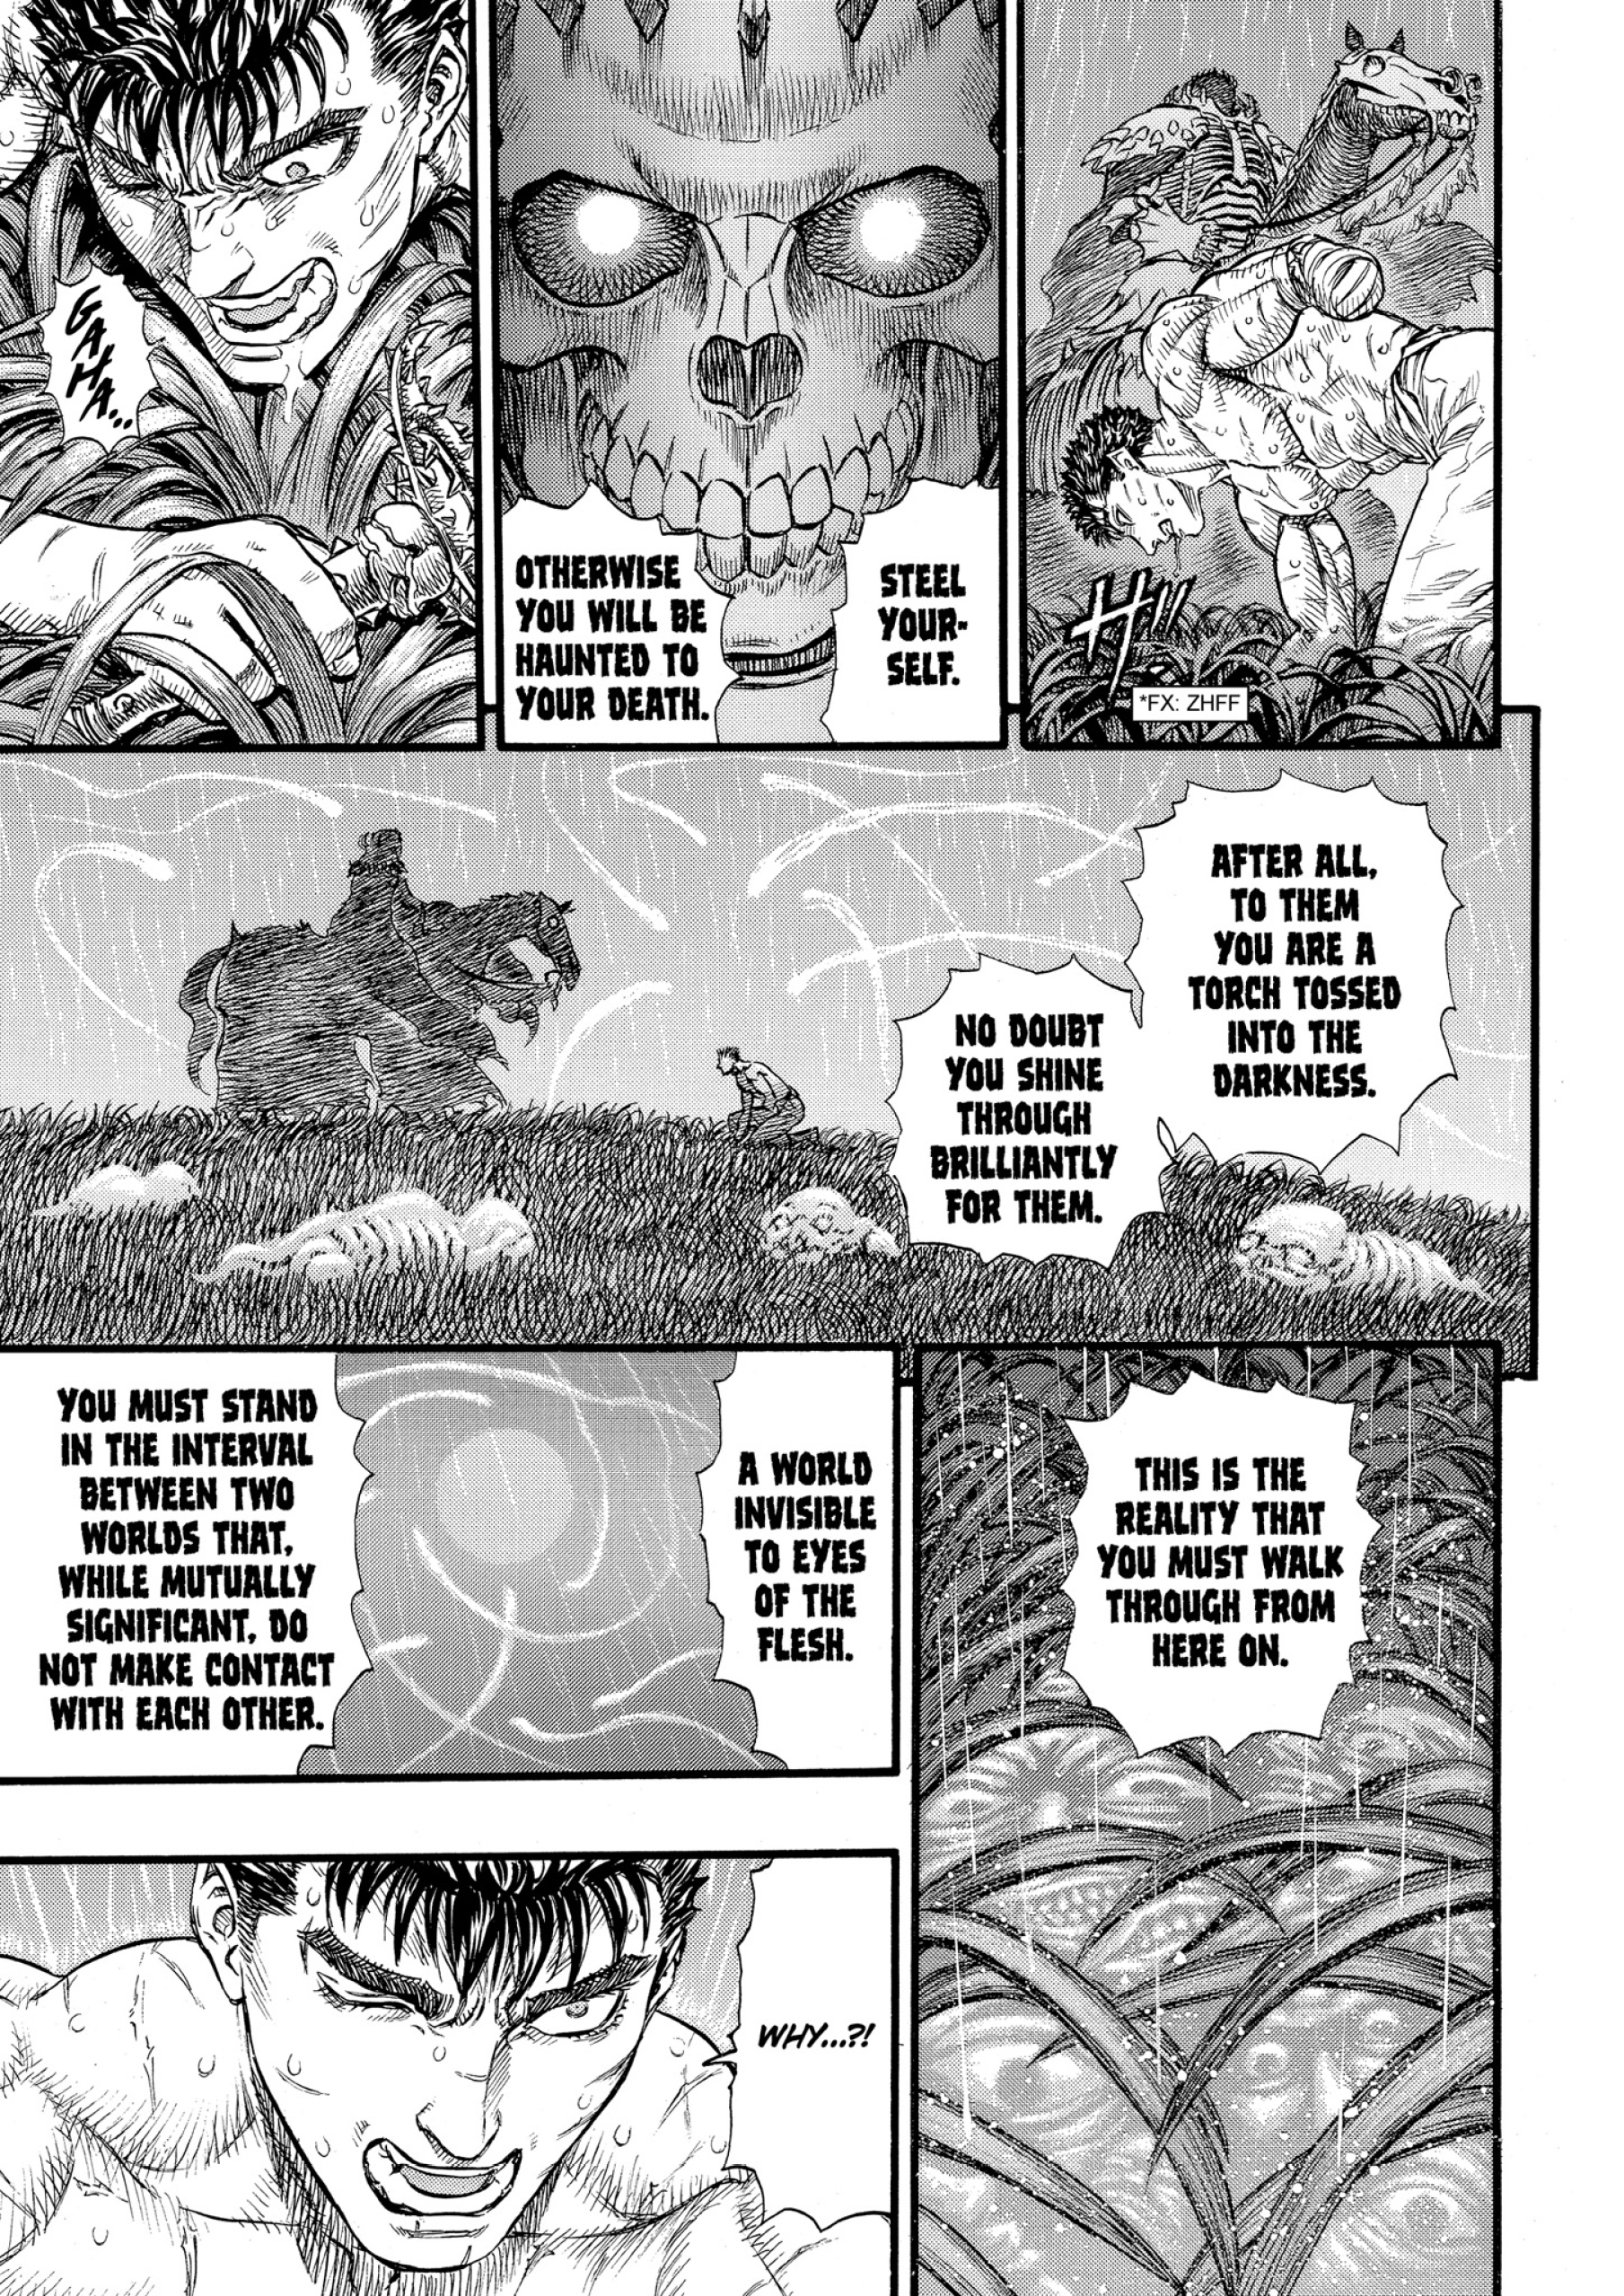 *FX: ZHFF
STEEL
YOUR-
SELF.
OTHERWISE
YOU WILL BE
HAUNTED TO
YOUR DEATH.
GAHA...
AFTER ALL,
TO THEM
YOU ARE A
TORCH TOSSED
INTO THE
DARKNESS.
NO DOUBT
YOU SHINE
THROUGH
BRILLIANTLY
FOR THEM.
THIS IS THE
REALITY THAT
YOU MUST WALK
THROUGH FROM
HERE ON.
A WORLD
INVISIBLE
TO EYES
OF THE
FLESH.
YOU MUST STAND
IN THE INTERVAL
BETWEEN TWO
WORLDS THAT,
WHILE MUTUALLY
SIGNIFICANT, DO
NOT MAKE CONTACT
WITH EACH OTHER.
WHY...?!